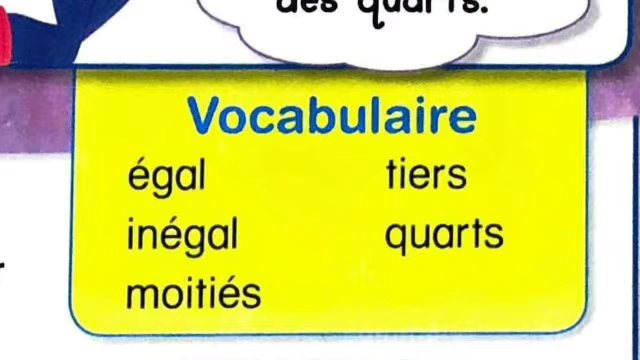 des quarts.
Vocabulaire
égal tiers
inégal quarts
moitiés